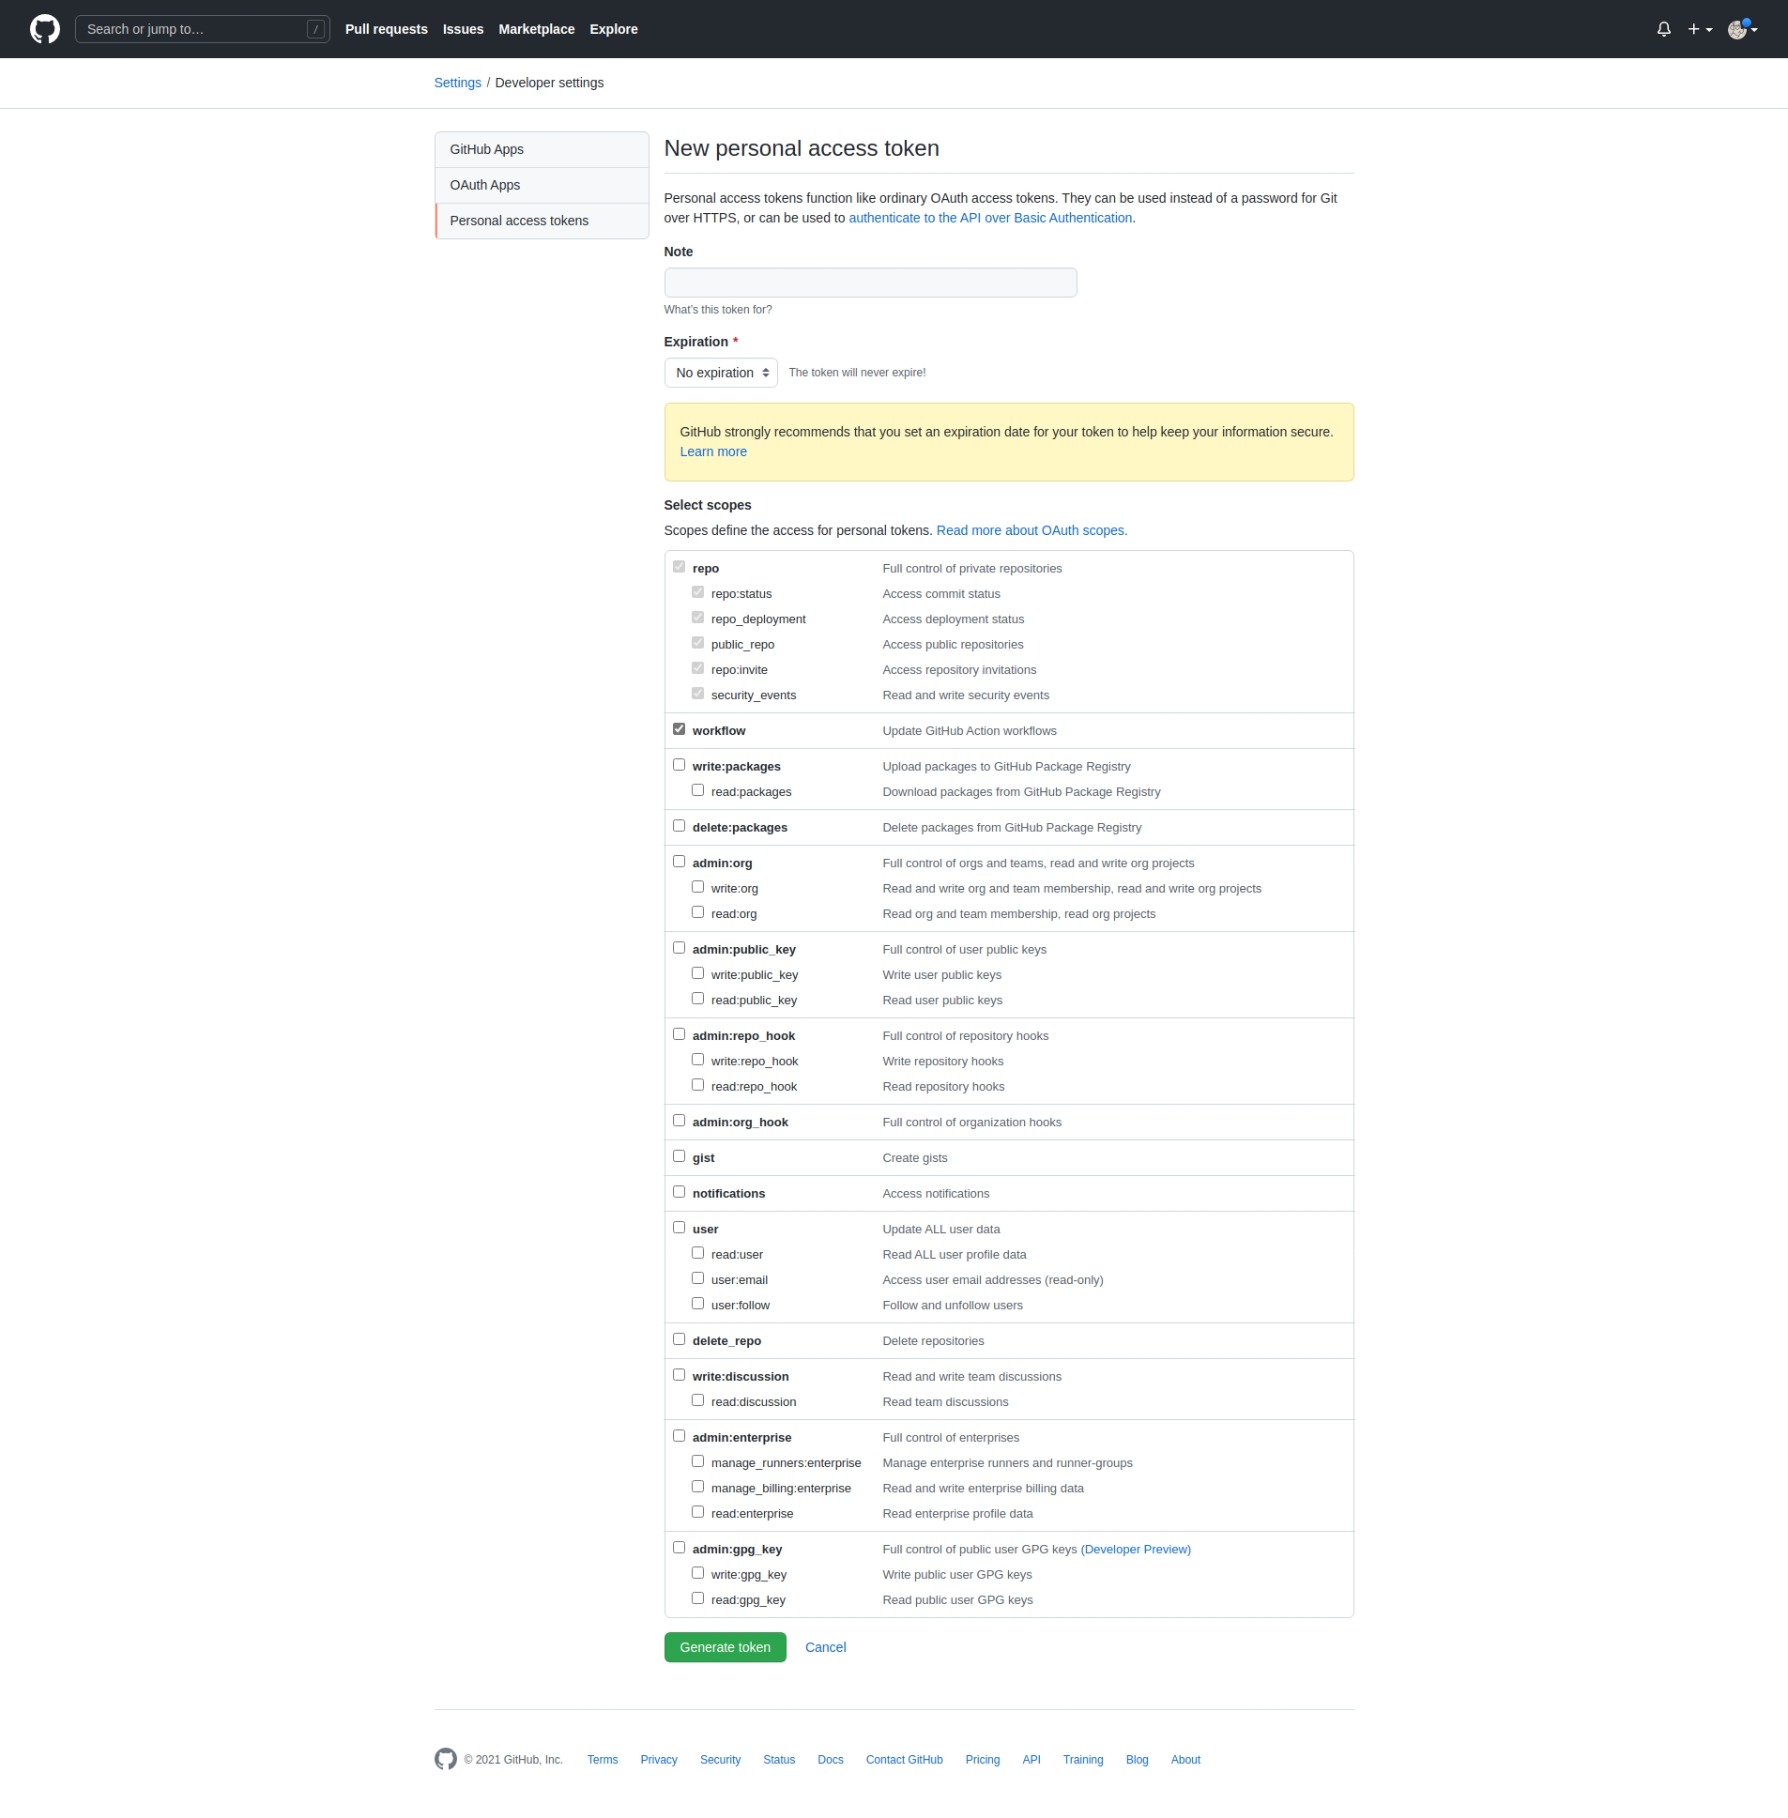 Search or jump to…
/
Pull requests
Issues
Marketplace
Explore
Settings / Developer settings
GitHub Apps
OAuth Apps
Personal access tokens
New personal access token
Personal access tokens function like ordinary OAuth access tokens. They can be used instead of a password for Git
over HTTPS, or can be used to authenticate to the API over Basic Authentication.
Note
What's this token for?
Expiration *
No expiration
The token will never expire!
GitHub strongly recommends that you set an expiration date for your token to help keep your information secure.
Learn more
Select scopes
Scopes define the access for personal tokens. Read more about OAuth scopes.
repo Full control of private repositories
repo:status Access commit status
repo_deployment Access deployment status
public_repo Access public repositories
repo:invite Access repository invitations
security_events Read and write security events
workflow Update GitHub Action workflows
write:packages Upload packages to GitHub Package Registry
read:packages Download packages from GitHub Package Registry
delete:packages Delete packages from GitHub Package Registry
admin:org Full control of orgs and teams, read and write org projects
write:org Read and write org and team membership, read and write org projects
read:org Read org and team membership, read org projects
admin:public_key Full control of user public keys
write:public_key Write user public keys
read:public_key Read user public keys
admin:repo_hook Full control of repository hooks
write:repo_hook Write repository hooks
read:repo_hook Read repository hooks
admin:org_hook Full control of organization hooks
gist Create gists
notifications Access notifications
user Update ALL user data
read:user Read ALL user profile data
user:email Access user email addresses (read-only)
user:follow Follow and unfollow users
delete_repo Delete repositories
write:discussion Read and write team discussions
read:discussion Read team discussions
admin:enterprise Full control of enterprises
manage_runners:enterprise Manage enterprise runners and runner-groups
manage_billing:enterprise Read and write enterprise billing data
read:enterprise Read enterprise profile data
admin:gpg_key Full control of public user GPG keys (Developer Preview)
write:gpg_key Write public user GPG keys
read:gpg_key Read public user GPG keys
Generate token
Cancel
© 2021 GitHub, Inc. Terms Privacy Security Status Docs Contact GitHub Pricing API Training Blog About